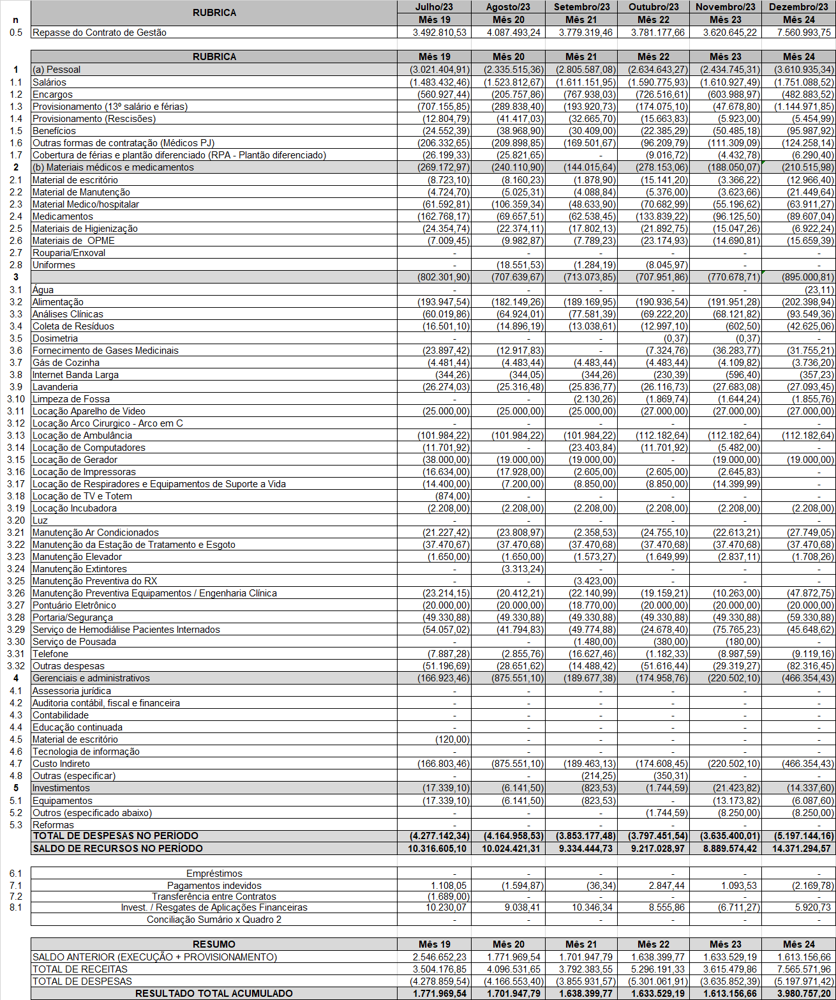 RUBRICA Julho/23 Agosto/23 Setembro/23 Outubro/23 Novembro/23 Dezembro/23
n Mês 19 Mês 20 Mês 21 Mês 22 Mês 23 Mês 24
0.5 Repasse do Contrato de Gestão 3.492.810,53 4.087.493,24 3.779.319,46 3.781.177,66 3.620.645,22 7.560.993,75
RUBRICA Mês 19 Mês 20 Mês 21 Mês 22 Mês 23 Mês 24
1 (a) Pessoal (3.021.404,91) (2.335.515,36) (2.805.587,08) (2.634.643,27) (2.434.745,31) (3.610.935,34)
1.1 Salários (1.483.432,46) (1.523.812,67) (1.611.151,95) (1.590.775,93) (1.610.927,49) (1.751.088,52)
1.2 Encargos (560.927,44) (205.757,86) (767.938,03) (726.516,61) (603.988,97) (482.883,52)
1.3 Provisionamento (13º salário e férias) (707.155,85) (289.838,40) (193.920,73) (174.075,10) (47.678,80) (1.144.971,85)
1.4 Provisionamento (Rescisões) (12.804,79) (41.417,03) (32.665,70) (15.663,83) (5.923,00) (5.454,99)
1.5 Benefícios (24.552,39) (38.968,90) (30.409,00) (22.385,29) (50.485,18) (95.987,92)
1.6 Outras formas de contratação (Médicos PJ) (206.332,65) (209.898,85) (169.501,67) (96.209,79) (111.309,09) (124.258,14)
1.7 Cobertura de férias e plantão diferenciado (RPA - Plantão diferenciado) (26.199,33) (25.821,65) - (9.016,72) (4.432,78) (6.290,40)
2 (b) Materiais médicos e medicamentos (269.172,97) (240.110,90) (144.015,64) (278.153,06) (188.050,07) (210.515,98)
2.1 Material de escritório (8.723,10) (8.160,23) (1.878,90) (15.141,20) (3.366,22) (12.966,40)
2.2 Material de Manutenção (4.724,70) (5.025,31) (4.088,84) (5.376,00) (3.623,66) (21.449,64)
2.3 Material Medico/hospitalar (61.592,81) (106.359,34) (48.633,90) (70.682,99) (55.196,62) (63.911,27)
2.4 Medicamentos (162.768,17) (69.657,51) (62.538,45) (133.839,22) (96.125,50) (89.607,04)
2.5 Materiais de Higienização (24.354,74) (22.374,11) (17.802,13) (21.892,75) (15.047,26) (6.922,24)
2.6 Materiais de  OPME (7.009,45) (9.982,87) (7.789,23) (23.174,93) (14.690,81) (15.659,39)
2.7 Rouparia/Enxoval - - - - - -
2.8 Uniformes - (18.551,53) (1.284,19) (8.045,97) - -
3 (802.301,90) (707.639,67) (713.073,85) (707.951,86) (770.678,71) (895.000,81)
3.1 Água - - - - - (23,11)
3.2 Alimentação (193.947,54) (182.149,26) (189.169,95) (190.936,54) (191.951,28) (202.398,94)
3.3 Análises Clínicas (60.019,86) (64.924,01) (77.581,39) (69.222,20) (68.121,82) (93.549,36)
3.4 Coleta de Resíduos (16.501,10) (14.896,19) (13.038,61) (12.997,10) (602,50) (42.625,06)
3.5 Dosimetria - - - (0,37) (0,37) -
3.6 Fornecimento de Gases Medicinais (23.897,42) (12.917,83) - (7.324,76) (36.283,77) (31.755,21)
3.7 Gás de Cozinha (4.481,44) (4.483,44) (4.483,44) (4.483,44) (4.109,82) (3.736,20)
3.8 Internet Banda Larga (344,26) (344,05) (344,26) (230,39) (596,40) (357,23)
3.9 Lavanderia (26.274,03) (25.316,48) (25.836,77) (26.116,73) (27.683,08) (27.093,45)
3.10 Limpeza de Fossa - - (2.130,26) (1.869,74) (1.644,24) (1.855,76)
3.11 Locação Aparelho de Video (25.000,00) (25.000,00) (25.000,00) (27.000,00) (27.000,00) (27.000,00)
3.12 Locação Arco Cirurgico - Arco em C - - - - - -
3.13 Locação de Ambulância (101.984,22) (101.984,22) (101.984,22) (112.182,64) (112.182,64) (112.182,64)
3.14 Locação de Computadores (11.701,92) - (23.403,84) (11.701,92) (5.482,00) -
3.15 Locação de Gerador (38.000,00) (19.000,00) (19.000,00) - (19.000,00) (19.000,00)
3.16 Locação de Impressoras (16.634,00) (17.928,00) (2.605,00) (2.605,00) (2.645,83) -
3.17 Locação de Respiradores e Equipamentos de Suporte a Vida (14.400,00) (7.200,00) (8.850,00) (8.850,00) (14.399,99) -
3.18 Locação de TV e Totem (874,00) - - - - -
3.19 Locação Incubadora (2.208,00) (2.208,00) (2.208,00) (2.208,00) (2.208,00) (2.208,00)
3.20 Luz - - - - - -
3.21 Manutenção Ar Condicionados (21.227,42) (23.808,97) (2.358,53) (24.755,10) (22.613,21) (27.749,05)
3.22 Manutenção da Estação de Tratamento e Esgoto (37.470,67) (37.470,68) (37.470,68) (37.470,68) (37.470,68) (37.470,68)
3.23 Manutenção Elevador (1.650,00) (1.650,00) (1.573,27) (1.649,99) (2.837,11) (1.708,26)
3.24 Manutenção Extintores - (3.313,24) - - - -
3.25 Manutenção Preventiva do RX - - (3.423,00) - - -
3.26 Manutenção Preventiva Equipamentos / Engenharia Clínica (23.214,15) (20.412,21) (22.140,99) (19.159,21) (10.263,00) (47.872,75)
3.27 Pontuário Eletrônico (20.000,00) (20.000,00) (18.770,00) (20.000,00) (20.000,00) (20.000,00)
3.28 Portaria/Segurança (49.330,88) (49.330,88) (49.330,88) (49.330,88) (49.330,88) (59.330,88)
3.29 Serviço de Hemodiálise Pacientes Internados (54.057,02) (41.794,83) (49.774,88) (24.678,40) (75.765,23) (45.648,62)
3.30 Serviço de Pousada - - (1.480,00) (380,00) (180,00) -
3.31 Telefone (7.887,28) (2.855,76) (16.627,46) (1.182,33) (8.987,59) (9.119,16)
3.32 Outras despesas (51.196,69) (28.651,62) (14.488,42) (51.616,44) (29.319,27) (82.316,45)
4 Gerenciais e administrativos (166.923,46) (875.551,10) (189.677,38) (174.958,76) (220.502,10) (466.354,43)
4.1 Assessoria jurídica - - - - - -
4.2 Auditoria contábil, fiscal e financeira - - - - - -
4.3 Contabilidade - - - - - -
4.4 Educação continuada - - - - - -
4.5 Material de escritório (120,00) - - - - -
4.6 Tecnologia de informação - - - - - -
4.7 Custo Indireto (166.803,46) (875.551,10) (189.463,13) (174.608,45) (220.502,10) (466.354,43)
4.8 Outras (especificar) - - (214,25) (350,31) - -
5 Investimentos (17.339,10) (6.141,50) (823,53) (1.744,59) (21.423,82) (14.337,60)
5.1 Equipamentos (17.339,10) (6.141,50) (823,53) - (13.173,82) (6.087,60)
5.2 Outros (especificado abaixo) - - - (1.744,59) (8.250,00) (8.250,00)
5.3 Reformas - - - - - -
TOTAL DE DESPESAS NO PERÍODO (4.277.142,34) (4.164.958,53) (3.853.177,48) (3.797.451,54) (3.635.400,01) (5.197.144,16)
SALDO DE RECURSOS NO PERÍODO 10.316.605,10 10.024.421,31 9.334.444,73 9.217.028,97 8.889.574,42 14.371.294,57
6.1 Empréstimos - - - - - -
7.1 Pagamentos indevidos 1.108,05 (1.594,87) (36,34) 2.847,44 1.093,53 (2.169,78)
7.2 Transferência entre Contratos (1.689,00) - - - - -
8.1 Invest. / Resgates de Aplicações Financeiras 10.230,07 9.038,41 10.346,34 8.555,86 (6.711,27) 5.920,73
Conciliação Sumário x Quadro 2 - - - - - -
RESUMO Mês 19 Mês 20 Mês 21 Mês 22 Mês 23 Mês 24
SALDO ANTERIOR (EXECUÇÃO + PROVISIONAMENTO) 2.546.652,23 1.771.969,54 1.701.947,79 1.638.399,77 1.633.529,19 1.613.156,66
TOTAL DE RECEITAS 3.504.176,85 4.096.531,65 3.792.383,55 5.296.191,33 3.615.479,86 7.565.571,96
TOTAL DE DESPESAS (4.278.859,54) (4.166.553,40) (3.855.931,57) (5.301.061,91) (3.635.852,39) (5.197.971,42)
RESULTADO TOTAL ACUMULADO 1.771.969,54 1.701.947,79 1.638.399,77 1.633.529,19 1.613.156,66 3.980.757,20